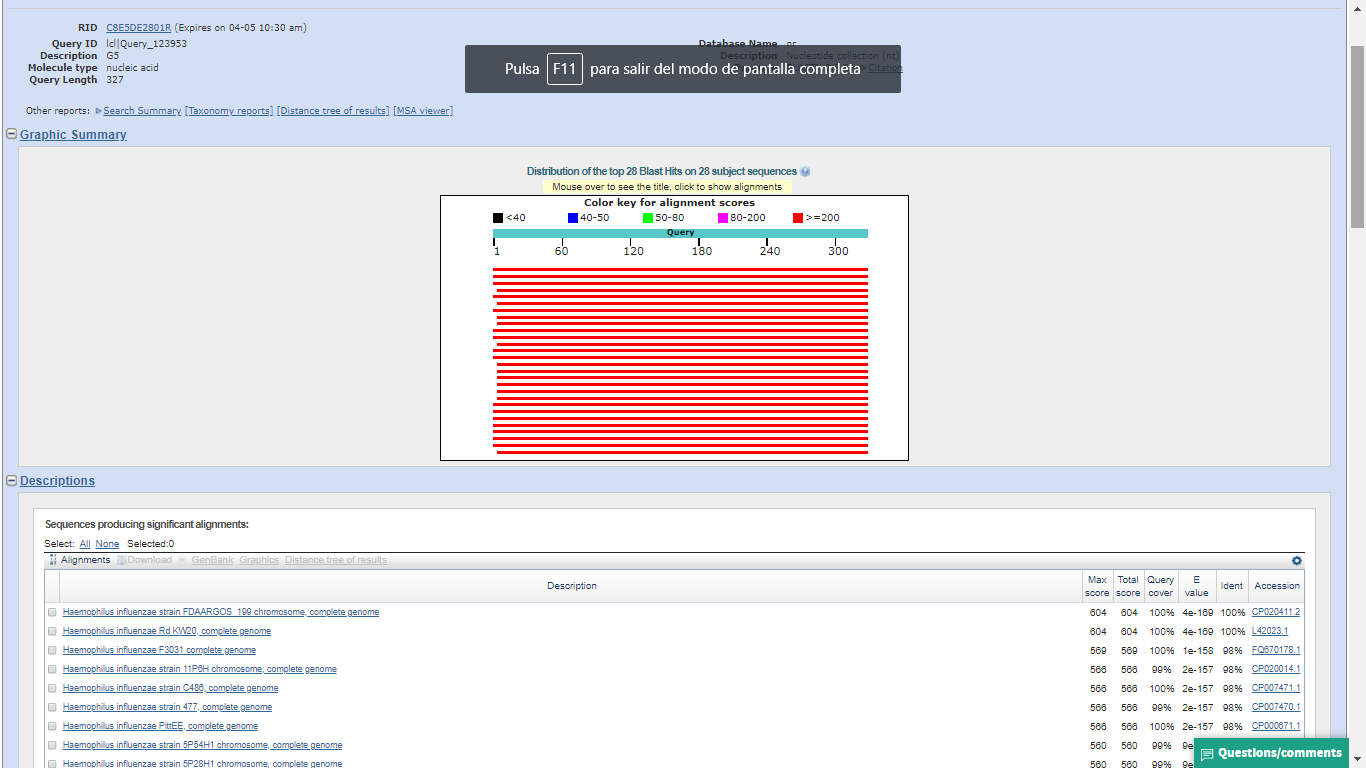 RID C8E5DE2801R (Expires on 04-05 10:30 am)
Query ID lcl|Query_123953
Description G5
Molecule type nucleic acid
Query Length 327
Database Name nr
Description Nucleotide collection (nt)
Citation
Pulsa F11 para salir del modo de pantalla completa
Other reports: Search Summary [Taxonomy reports] [Distance tree of results] [MSA viewer]
Graphic Summary
Distribution of the top 28 Blast Hits on 28 subject sequences
Mouse over to see the title, click to show alignments
Color key for alignment scores
<40 40-50 50-80 80-200 >=200
Query
1 60 120 180 240 300
Descriptions
Sequences producing significant alignments:
Select: All None Selected:0
Alignments Download GenBank Graphics Distance tree of results
Description Max score Total score Query cover E value Ident Accession
Haemophilus influenzae strain FDAARGOS_199 chromosome, complete genome 604 604 100% 4e-169 100% CP020411.2
Haemophilus influenzae Rd KW20, complete genome 604 604 100% 4e-169 100% L42023.1
Haemophilus influenzae F3031 complete genome 569 569 100% 1e-158 98% FQ670178.1
Haemophilus influenzae strain 11P6H chromosome, complete genome 566 566 99% 2e-157 98% CP020014.1
Haemophilus influenzae strain C486, complete genome 566 566 100% 2e-157 98% CP007471.1
Haemophilus influenzae strain 477, complete genome 566 566 99% 2e-157 98% CP007470.1
Haemophilus influenzae PittEE, complete genome 566 566 100% 2e-157 98% CP000671.1
Haemophilus influenzae strain 5P54H1 chromosome, complete genome 560 560 99%
Haemophilus influenzae strain 5P28H1 chromosome, complete genome 560 560 99%
Questions/comments